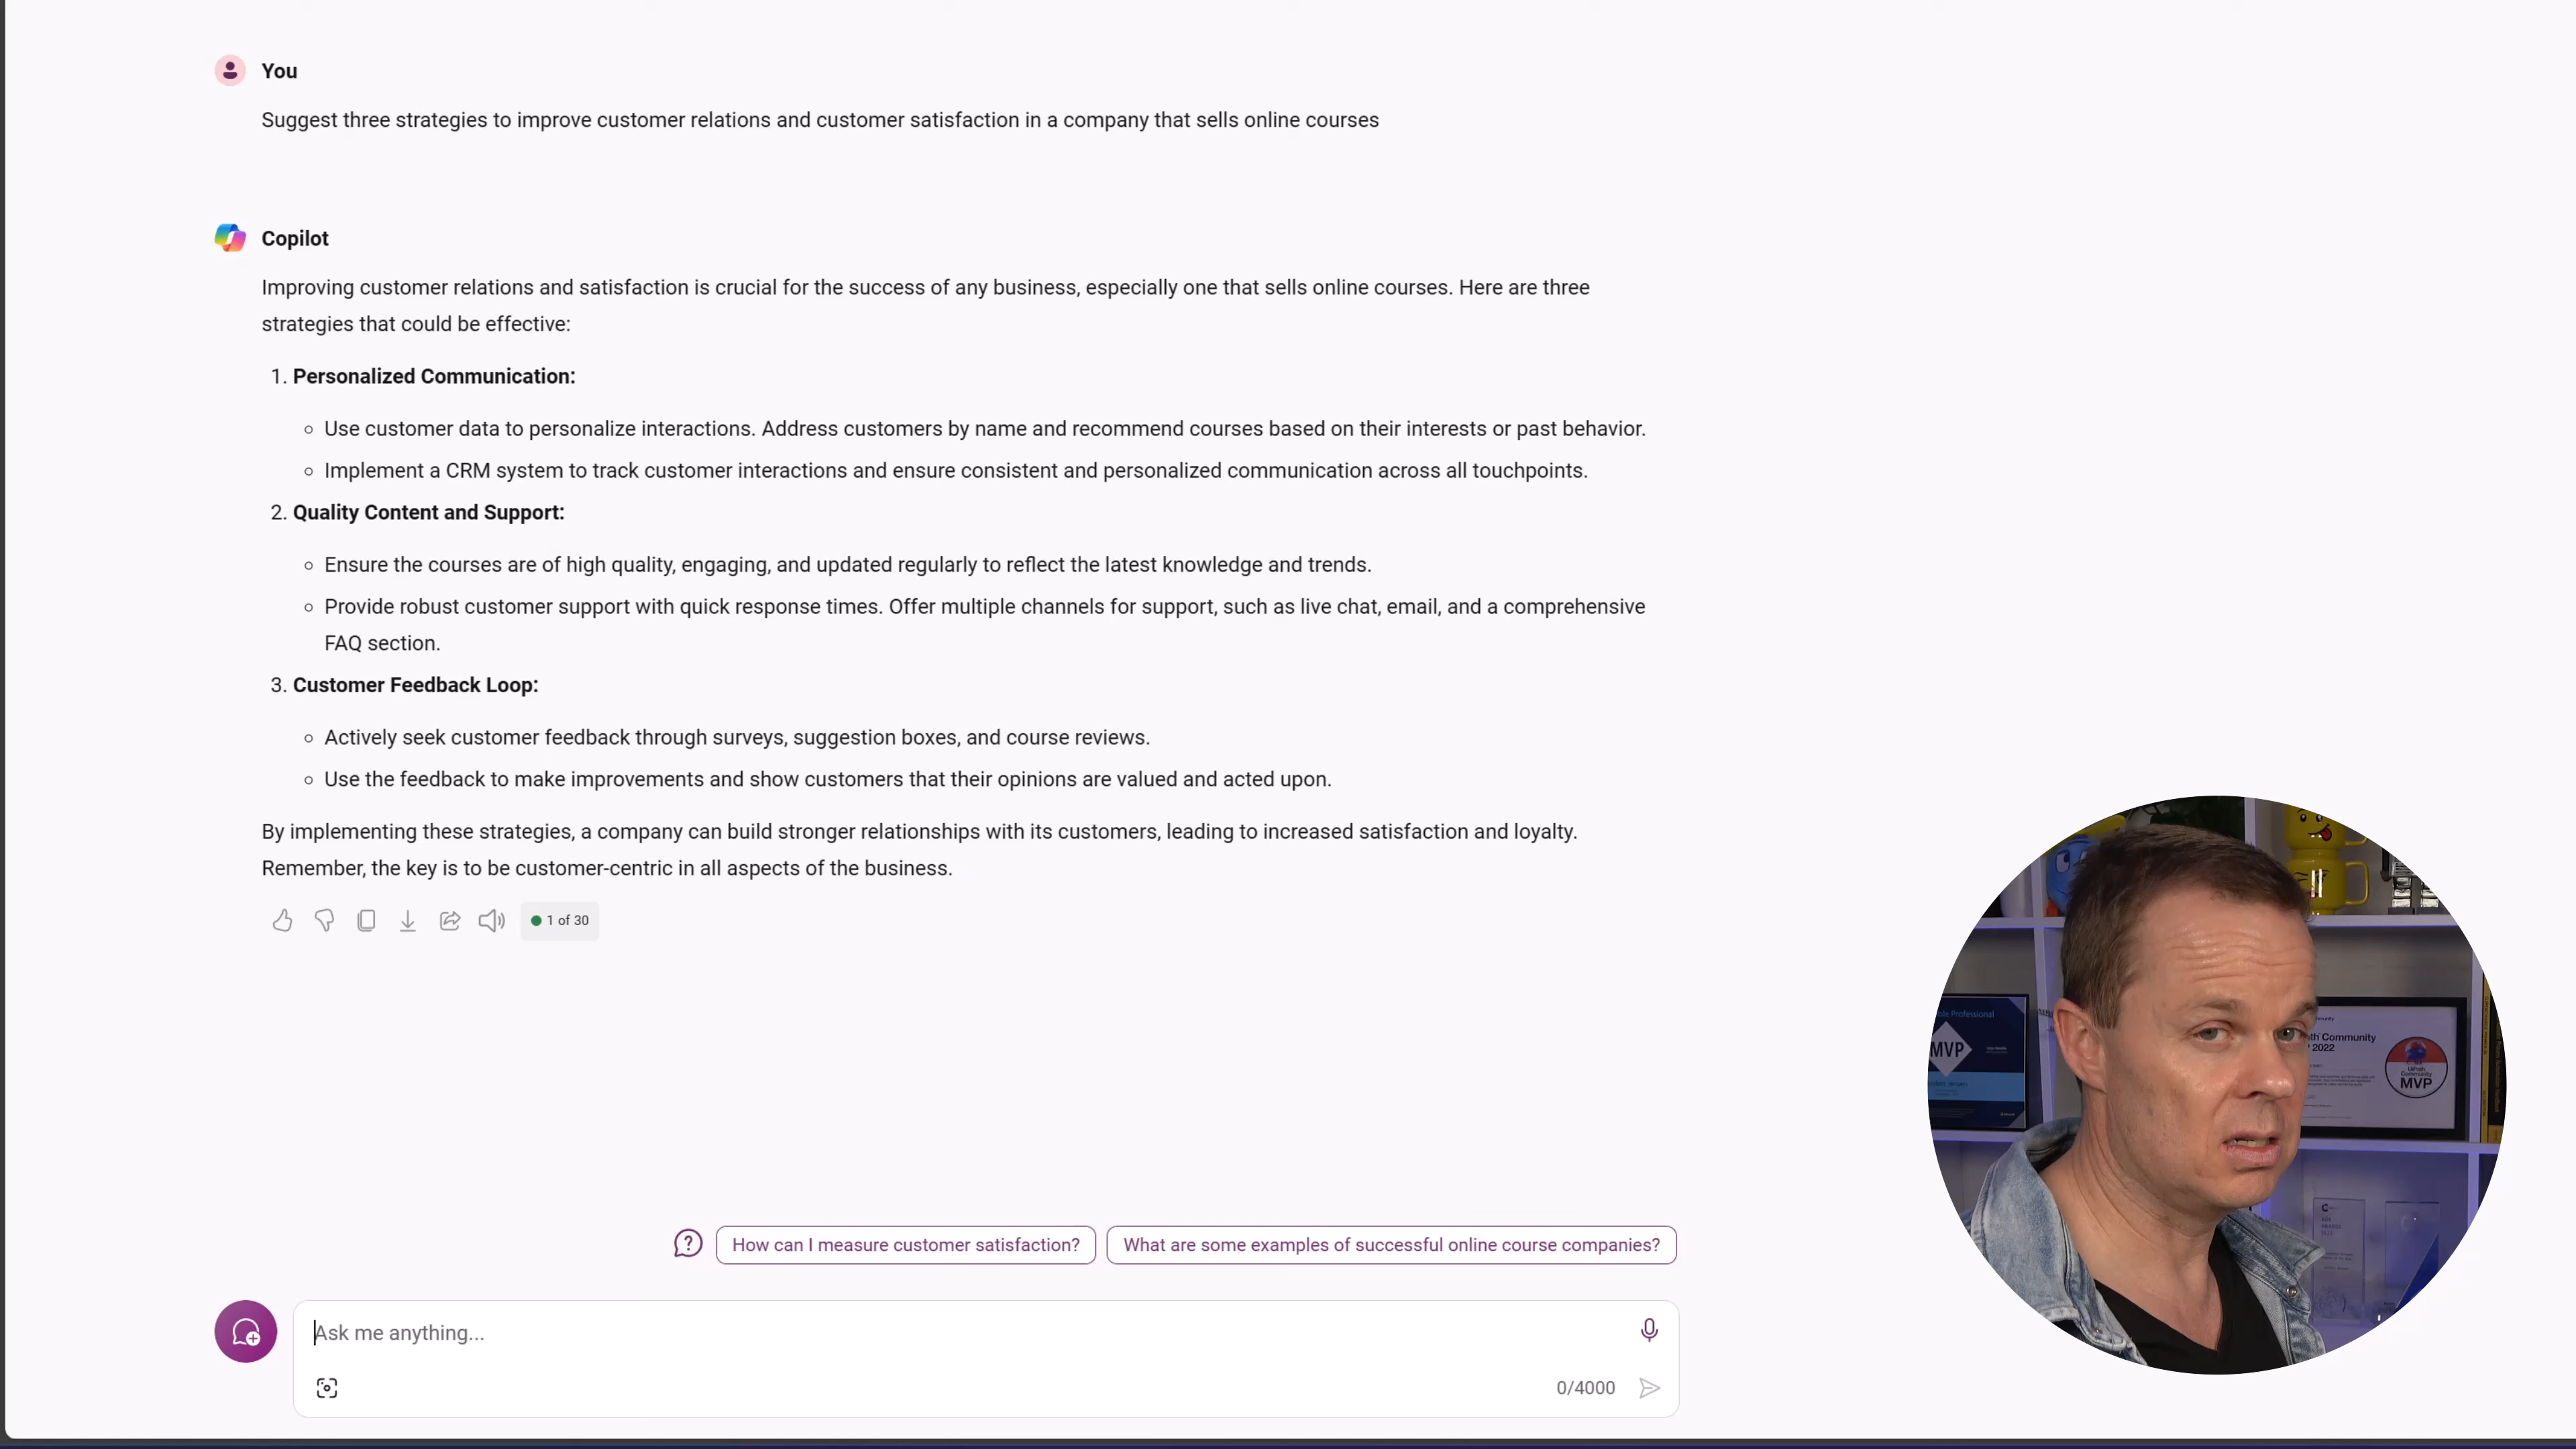 You
Suggest three strategies to improve customer relations and customer satisfaction in a company that sells online courses
Copilot
Improving customer relations and satisfaction is crucial for the success of any business, especially one that sells online courses. Here are three
strategies that could be effective:
1. Personalized Communication:
Use customer data to personalize interactions. Address customers by name and recommend courses based on their interests or past behavior.
Implement a CRM system to track customer interactions and ensure consistent and personalized communication across all touchpoints.
2. Quality Content and Support:
Ensure the courses are of high quality, engaging, and updated regularly to reflect the latest knowledge and trends.
Provide robust customer support with quick response times. Offer multiple channels for support, such as live chat, email, and a comprehensive
FAQ section.
3. Customer Feedback Loop:
Actively seek customer feedback through surveys, suggestion boxes, and course reviews.
Use the feedback to make improvements and show customers that their opinions are valued and acted upon.
By implementing these strategies, a company can build stronger relationships with its customers, leading to increased satisfaction and loyalty.
Remember, the key is to be customer-centric in all aspects of the business.
1 of 30
How can I measure customer satisfaction?
What are some examples of successful online course companies?
Ask me anything...
0/4000
Professional
MVP
Community
2022
UiPath
Community
MVP